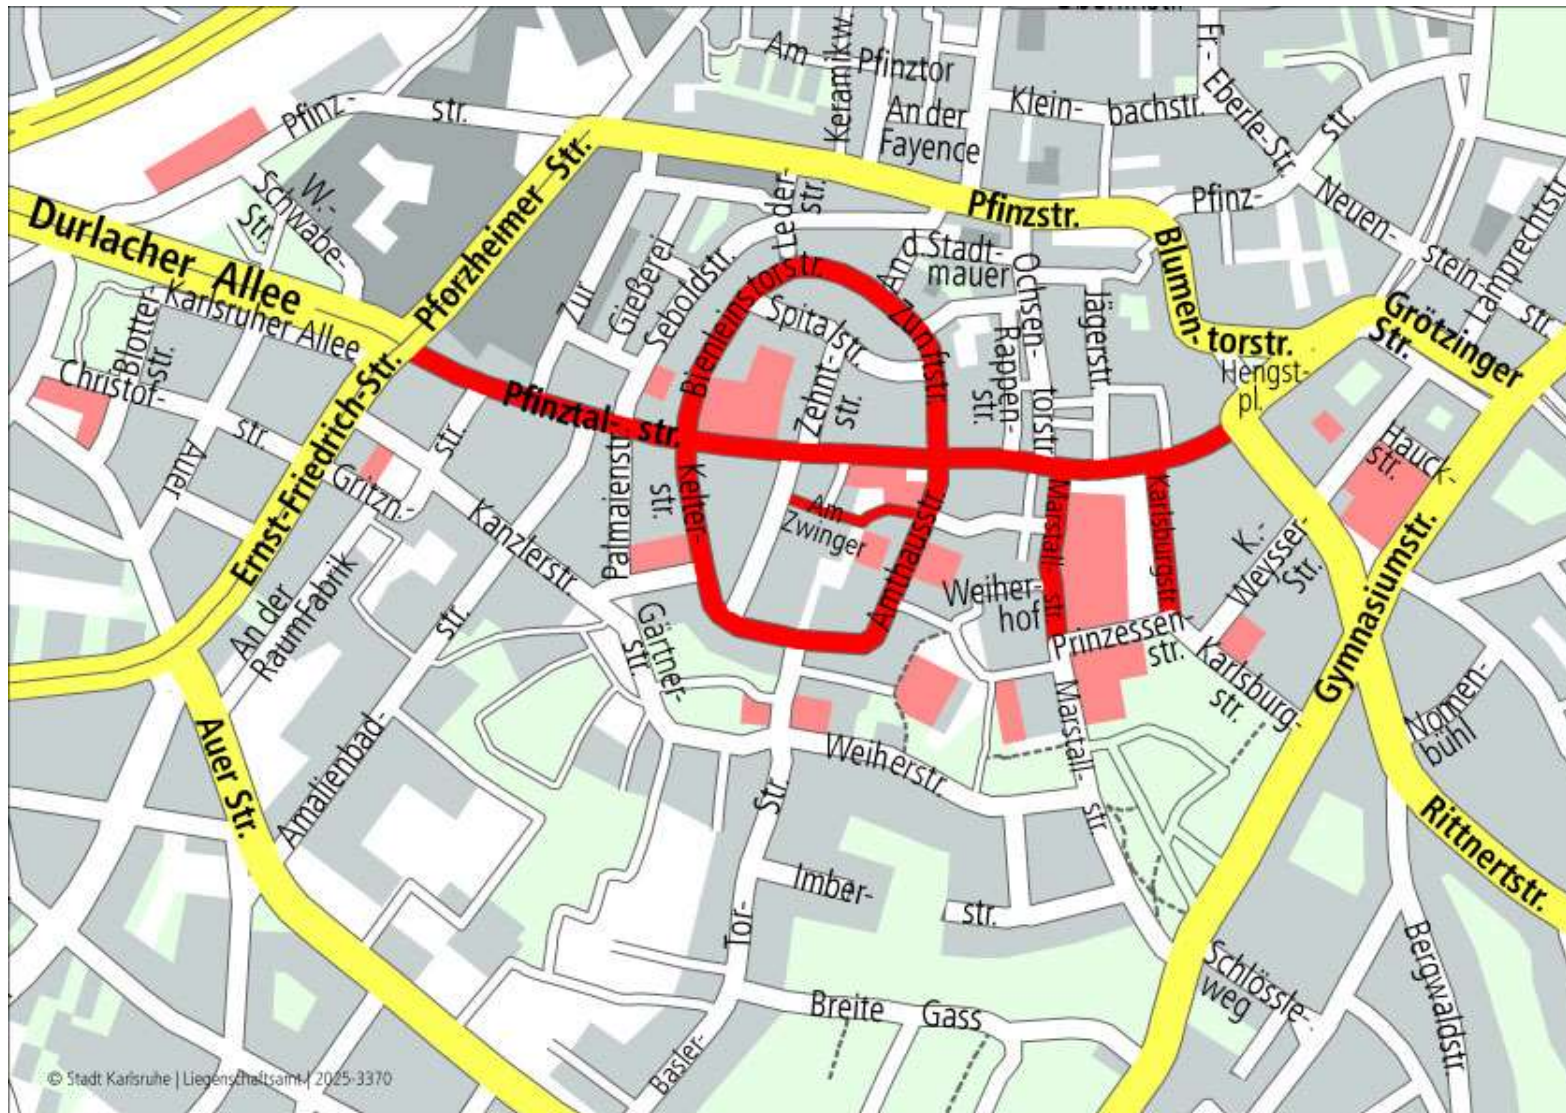 Am
Pfinztor
Keramikw.
An der
Fayence
Klein-
bachstr.
Fr.-
Eberle-Str.
Pfinz-
str.
Pfinz-
str.
W.-
Schwabe-
Str.
Durlacher Allee
Pforzheimer Str.
Pfinzstr.
Leder-
str.
An d.
Stadt-
mauer
Blumen-
torstr.
Neuen-
stein-
str.
Lamprechtstr.
Grötzinger
Str.
Hengst-
pl.
Karlsruher Allee
Blotter-
str.
Christof-
str.
Auer
Zur
Gießerei
Seboldstr.
Bienleinstorstr.
Spitalstr.
Zunftstr.
Zehnt-
str.
Ochsen-
torstr.
Rappen-
str.
Jägerstr.
Pfinztal-
str.
Ernst-Friedrich-Str.
Gritzn.-
str.
Kanzlerstr.
Palmaienstr.
Kelter-
str.
Am
Zwinger
Amthausstr.
Marstall-
str.
Karlsburgstr.
Weiher-
hof
Prinzessen-
str.
K.-
Weysser-
Str.
Hauck-
str.
Gymnasiumstr.
An der
RaumFabrik
str.
Gärtner-
str.
Karlsburg-
str.
Marstall-
str.
Nonnen-
bühl
Auer Str.
Amalienbad-
Weiherstr.
Rittnertstr.
Str.
Tor-
Imber-
str.
Schlössle-
weg
Bergwaldstr.
Breite Gass
Basler-
© Stadt Karlsruhe | Liegenschaftsamt | 2025-3370